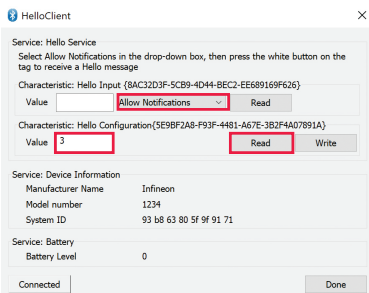 HelloClient
Service: Hello Service
Select Allow Notifications in the drop-down box, then press the white button on the
tag to receive a Hello message
Characteristic: Hello Input {8AC32D3F-5CB9-4D44-BEC2-EE689169F626}
Value Allow Notifications Read
Characteristic: Hello Configuration{5E9BF2A8-F93F-4481-A67E-3B2F4A07891A}
Value 3 Read Write
Service: Device Information
Manufacturer Name Infineon
Model number 1234
System ID 93 b8 63 80 5f 9f 91 71
Service: Battery
Battery Level 0
Connected Done